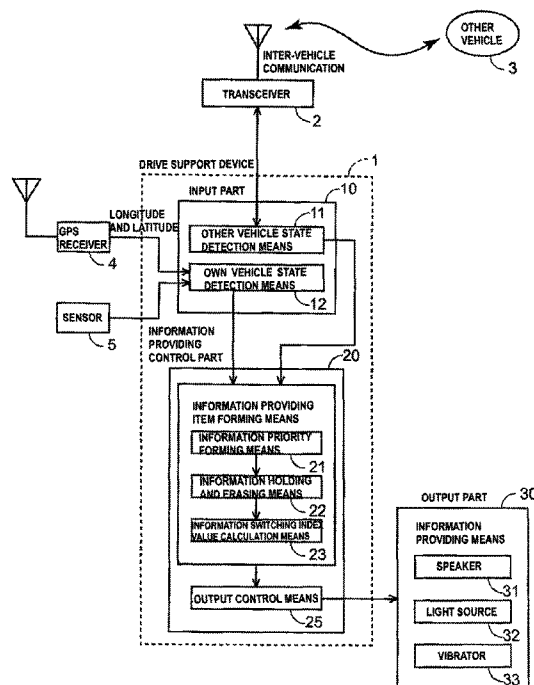 OTHER
VEHICLE
3
INTER-VEHICLE
COMMUNICATION
TRANSCEIVER
2
DRIVE SUPPORT DEVICE
1
INPUT PART
10
LONGITUDE
AND LATITUDE
11
OTHER VEHICLE STATE
DETECTION MEANS
GPS
RECEIVER
4
OWN VEHICLE STATE
DETECTION MEANS
12
SENSOR
5
INFORMATION
PROVIDING
CONTROL PART
20
INFORMATION PROVIDING
ITEM FORMING MEANS
INFORMATION PRIORITY
FORMING MEANS
21
INFORMATION HOLDING
AND ERASING MEANS
22
INFORMATION SWITCHING INDEX
VALUE CALCULATION MEANS
23
OUTPUT CONTROL MEANS
25
OUTPUT PART
30
INFORMATION
PROVIDING MEANS
SPEAKER
31
LIGHT SOURCE
32
VIBRATOR
33